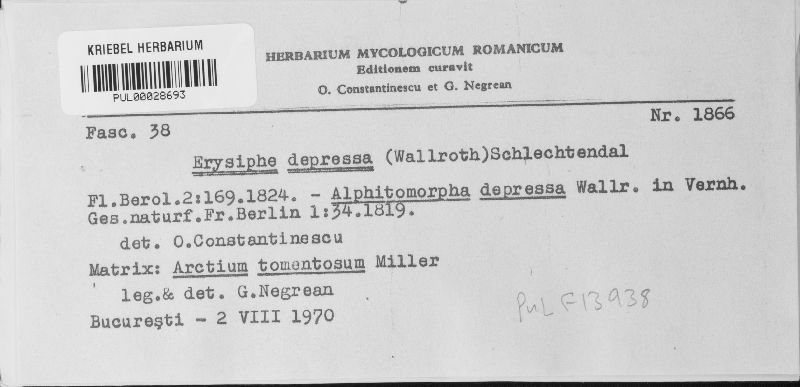 KRIEBEL HERBARIUM
PUL00028693
HERBARIUM MYCOLOGICUM ROMANICUM
Editionem curavit
O. Constantinescu et G. Negrean
Fasc. 38
Nr. 1866
Erysiphe depressa (Wallroth)Schlechtendal
Fl.Berol.2:169.1824. - Alphitomorpha depressa Wallr. in Vernh.
Ges.naturf.Fr.Berlin 1:34.1819.
det. O.Constantinescu
Matrix: Arctium tomentosum Miller
leg.& det. G.Negrean
Bucureşti - 2 VIII 1970
PUL F13938